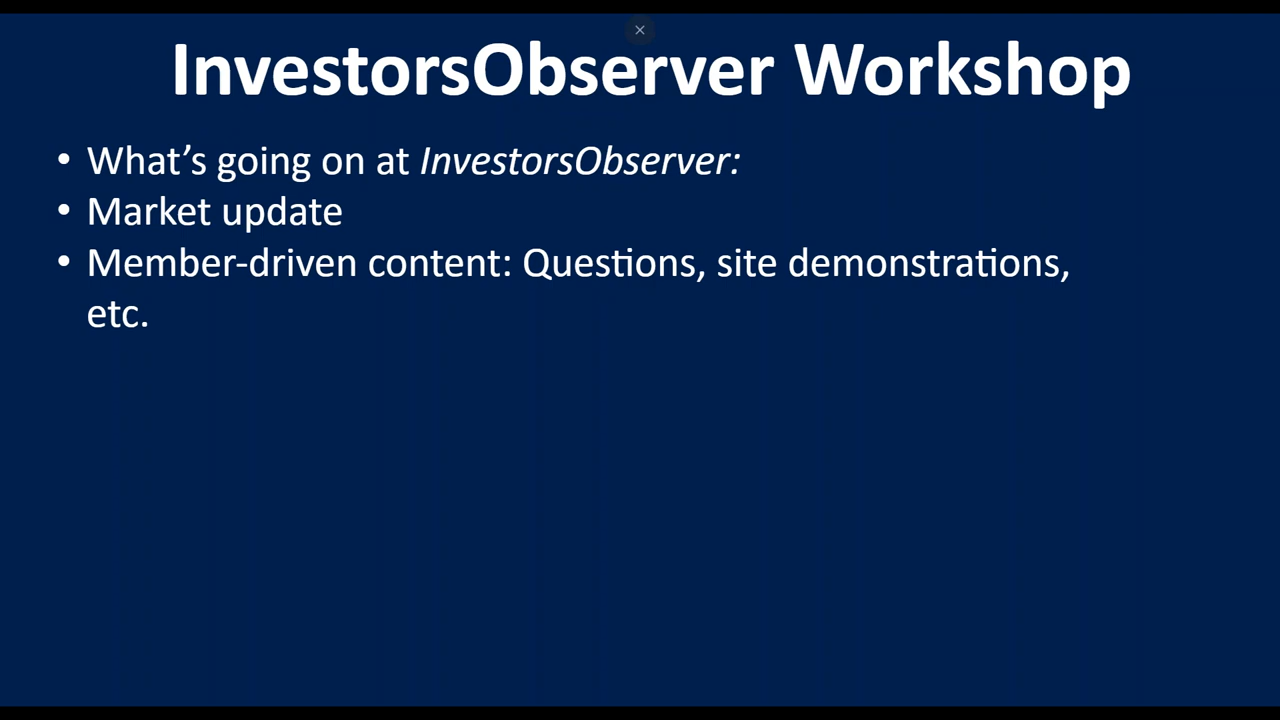 InvestorsObserver Workshop
• What’s going on at InvestorsObserver:
• Market update
• Member-driven content: Questions, site demonstrations,
etc.